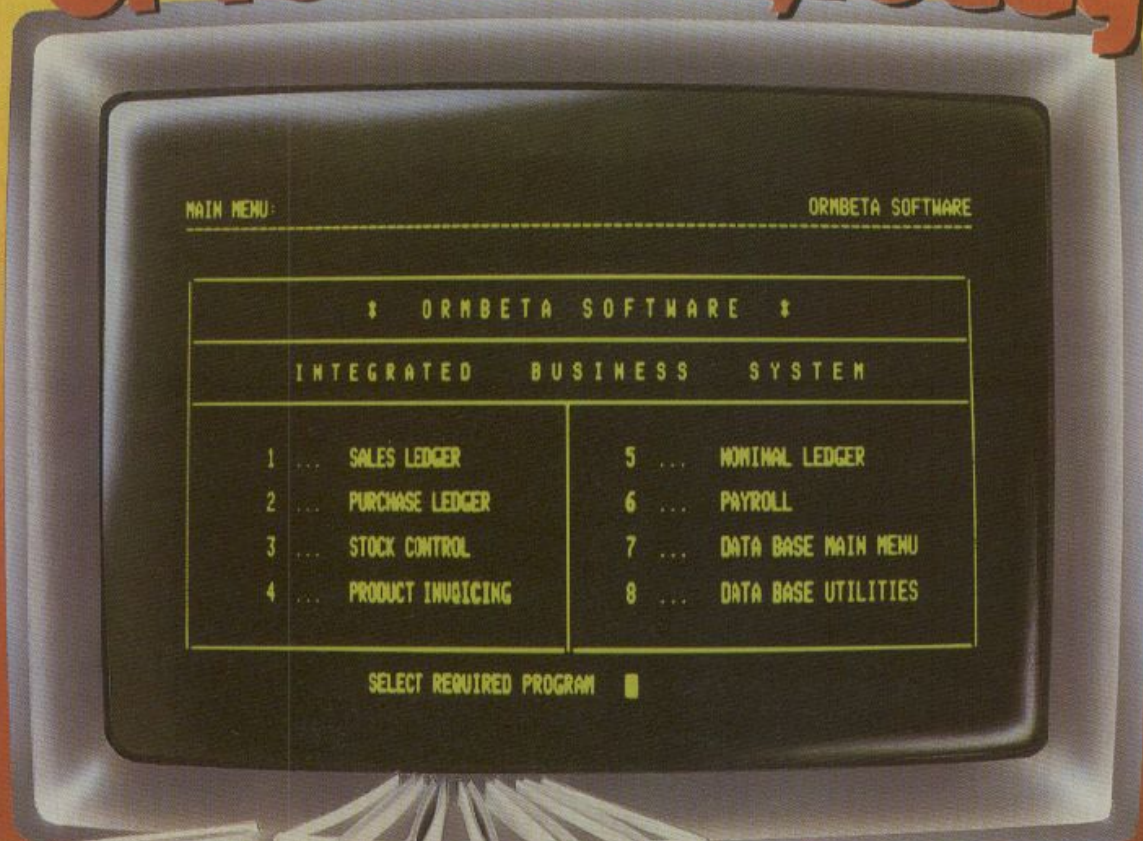 MAIN MENU: ORMBETA SOFTWARE
* ORMBETA SOFTWARE *
INTEGRATED BUSINESS SYSTEM
1 ... SALES LEDGER 5 ... NOMINAL LEDGER
2 ... PURCHASE LEDGER 6 ... PAYROLL
3 ... STOCK CONTROL 7 ... DATA BASE MAIN MENU
4 ... PRODUCT INVOICING 8 ... DATA BASE UTILITIES
SELECT REQUIRED PROGRAM